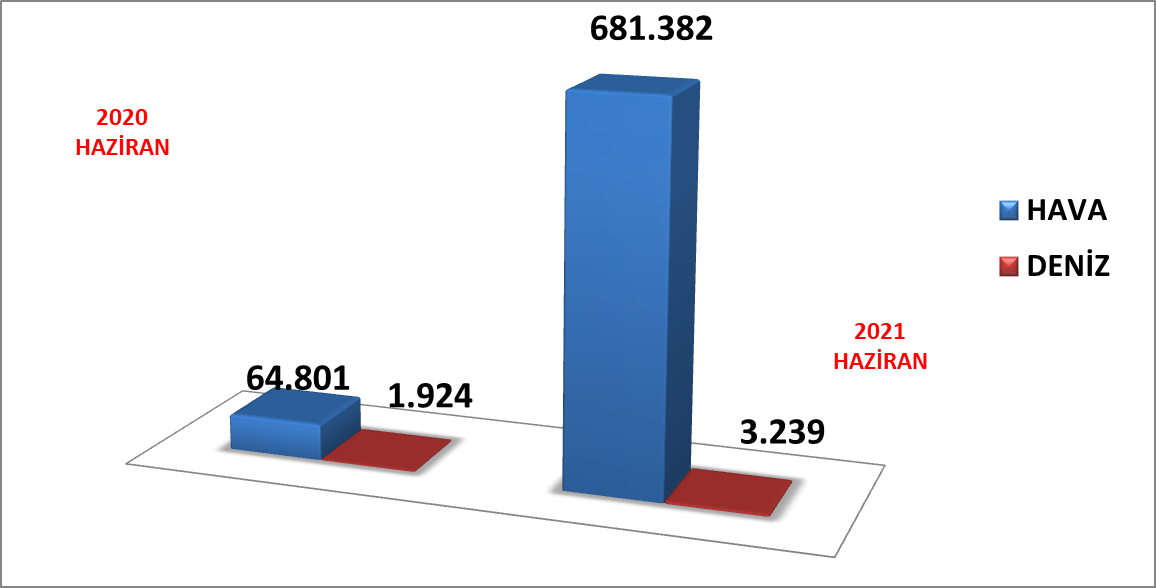 681.382
2020
HAZİRAN
HAVA
DENİZ
2021
HAZİRAN
64.801
1.924
3.239